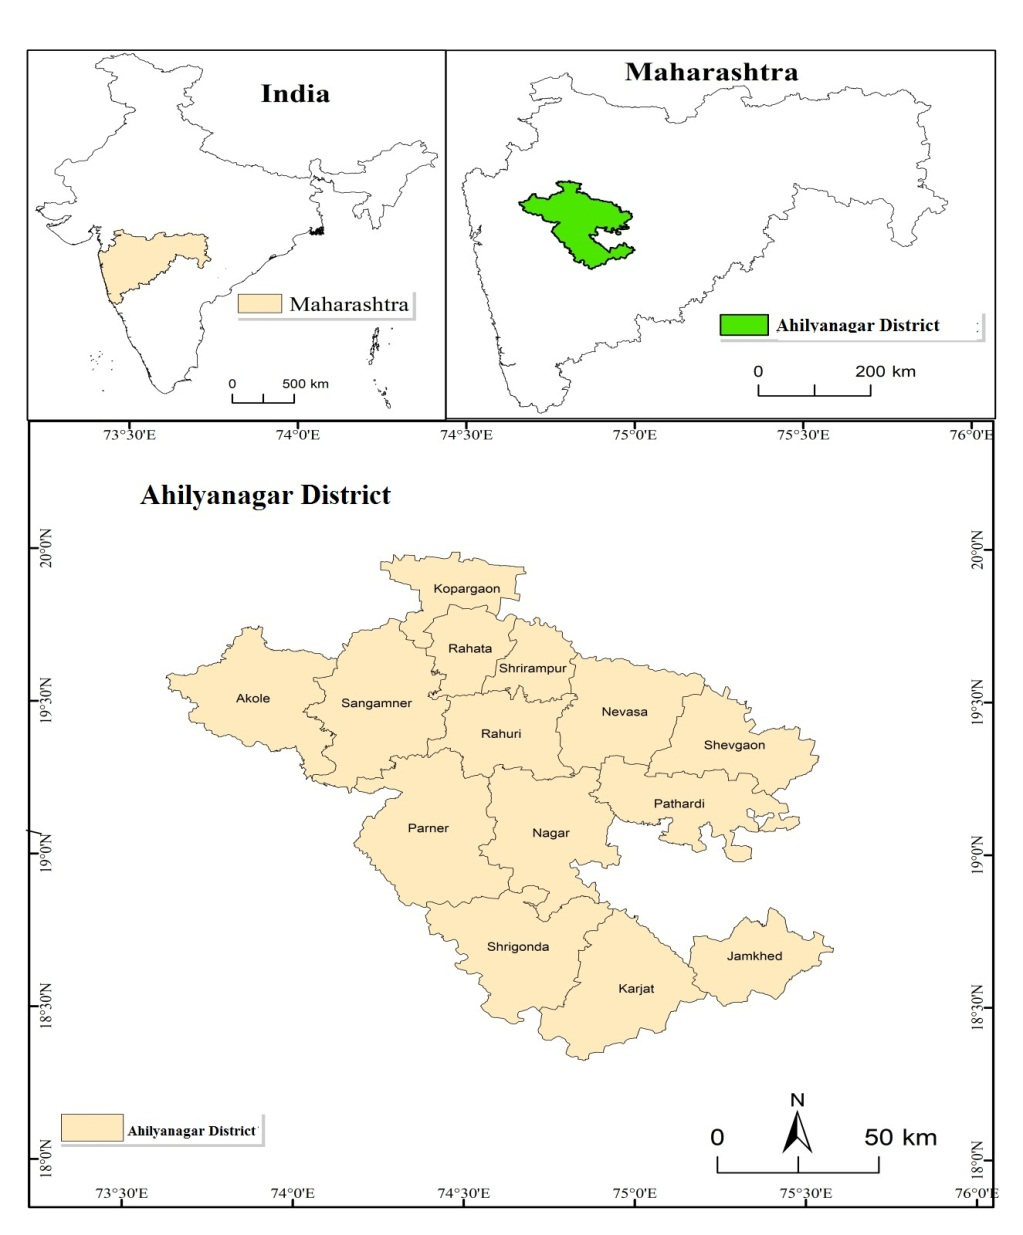 India
Maharashtra
0 500 km
Maharashtra
Ahilyanagar District
0 200 km
73°30'E 74°0'E 74°30'E 75°0'E 75°30'E 76°0'E
Ahilyanagar District
20°0'N
20°0'N
Kopargaon
Rahata
Shrirampur
19°30'N
19°30'N
Akole
Sangamner
Nevasa
Rahuri
Shevgaon
Pathardi
Parner
Nagar
19°0'N
19°0'N
Shrigonda
Jamkhed
Karjat
18°30'N
18°30'N
Ahilyanagar District
N
0 50 km
18°0'N
18°0'N
73°30'E 74°0'E 74°30'E 75°0'E 75°30'E 76°0'E